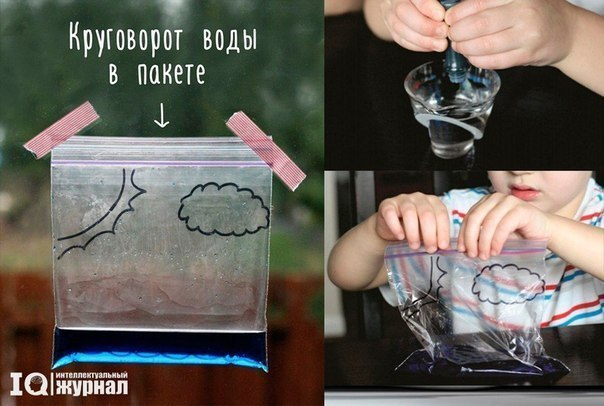 Круговорот воды
в пакете
IQ
интеллектуальный
журнал